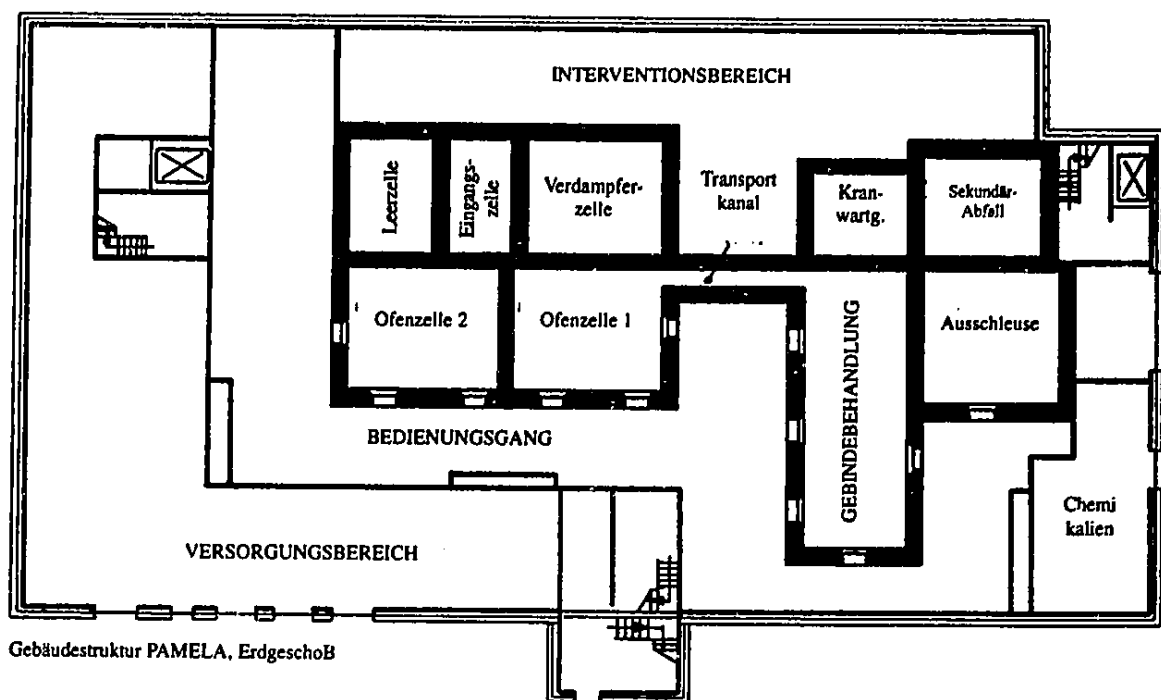 INTERVENTIONSBEREICH
Leerzelle
Eingangs-
zelle
Verdampfer-
zelle
Transport
kanal
Kran-
wartg.
Sekundär-
Abfall
Ofenzelle 2
Ofenzelle 1
GEBINDEBEHANDLUNG
Ausschleuse
BEDIENUNGSGANG
Chemi
kalien
VERSORGUNGSBEREICH
Gebäudestruktur PAMELA, Erdgeschoß